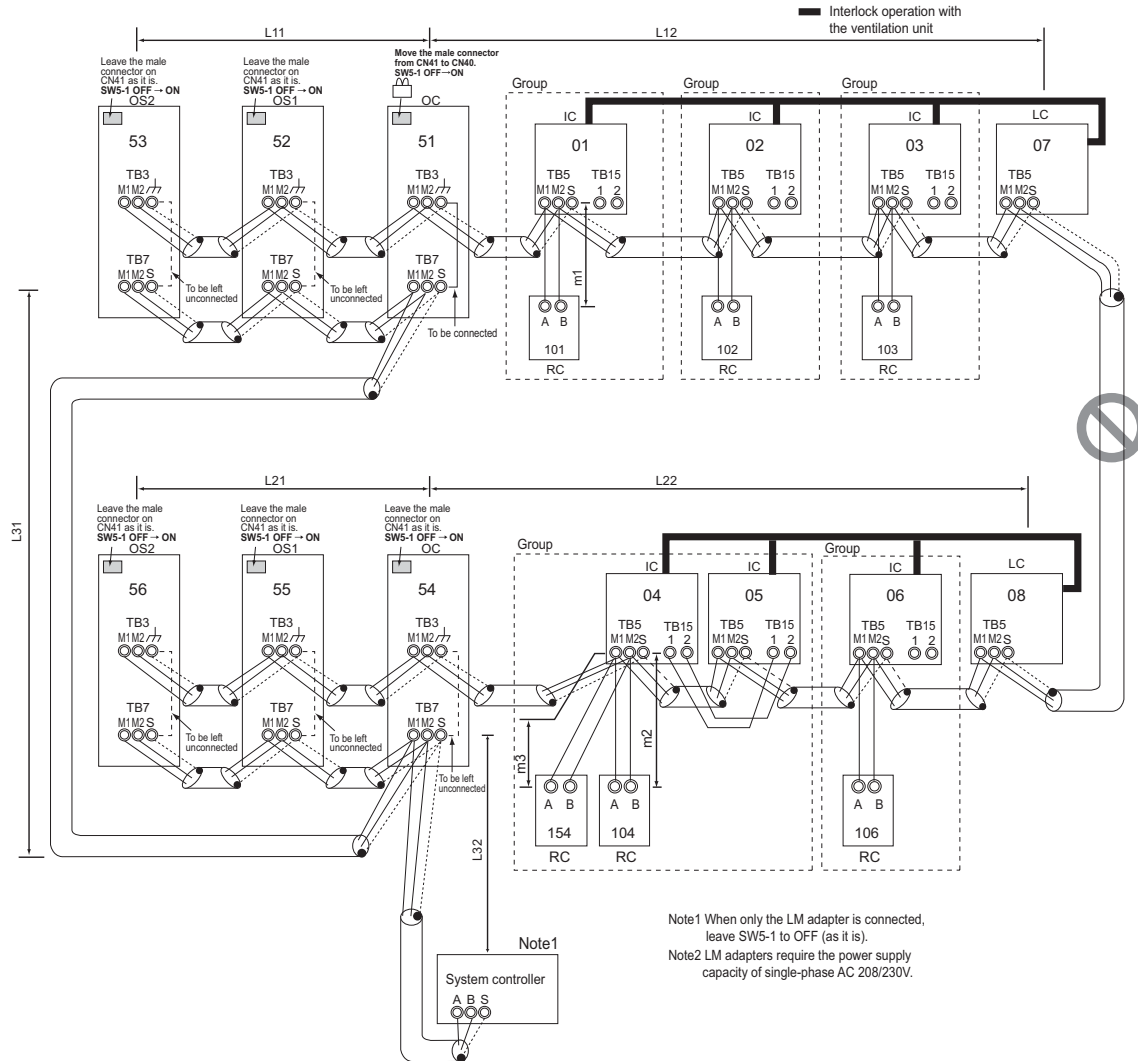 Interlock operation with
the ventilation unit
L11
L12
Leave the male
connector on
CN41 as it is.
SW5-1 OFF → ON
OS2
Leave the male
connector on
CN41 as it is.
SW5-1 OFF → ON
OS1
Move the male connector
from CN41 to CN40.
SW5-1 OFF→ON
OC
Group
Group
Group
IC
IC
IC
LC
53
52
51
01
02
03
07
TB3
M1 M2
TB3
M1 M2
TB3
M1 M2
TB5
M1 M2 S
TB15
1 2
TB5
M1 M2 S
TB15
1 2
TB5
M1 M2 S
TB15
1 2
TB5
M1 M2 S
TB7
M1 M2 S
To be left
unconnected
TB7
M1 M2 S
To be left
unconnected
TB7
M1 M2 S
To be connected
m1
A B
101
RC
A B
102
RC
A B
103
RC
L31
L21
L22
Leave the male
connector on
CN41 as it is.
SW5-1 OFF → ON
OS2
Leave the male
connector on
CN41 as it is.
SW5-1 OFF → ON
OS1
Leave the male
connector on
CN41 as it is.
SW5-1 OFF → ON
OC
Group
Group
IC
IC
IC
LC
56
55
54
04
05
06
08
TB3
M1 M2
TB3
M1 M2
TB3
M1 M2
TB5
M1 M2 S
TB15
1 2
TB5
M1 M2 S
TB15
1 2
TB5
M1 M2 S
TB15
1 2
TB5
M1 M2 S
TB7
M1 M2 S
To be left
unconnected
TB7
M1 M2 S
To be left
unconnected
TB7
M1 M2 S
To be left
unconnected
m3
m2
A B
154
RC
A B
104
RC
A B
106
RC
L32
Note1
System controller
A B S
Note1 When only the LM adapter is connected,
leave SW5-1 to OFF (as it is).
Note2 LM adapters require the power supply
capacity of single-phase AC 208/230V.